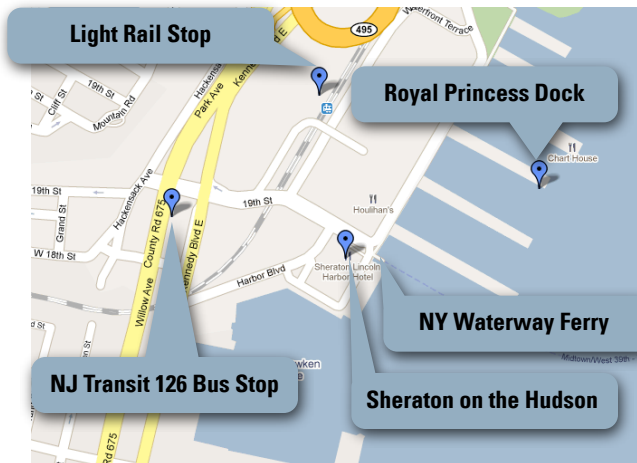 Light Rail Stop
495
Waterfront Terrace
Royal Princess Dock
Hackensack
Park Ave
19th St
Cliff St
Mountain Rd
Chart House
19th St
Hackensack Ave
County Rd 675
19th St
Houlihan's
Grand St
W 18th St
Kennedy Blvd E
Sheraton Lincoln
Harbor Hotel
Harbor Blvd
Willow Ave
NY Waterway Ferry
Midtown/West 39th -
NJ Transit 126 Bus Stop
Sheraton on the Hudson
Rd 675